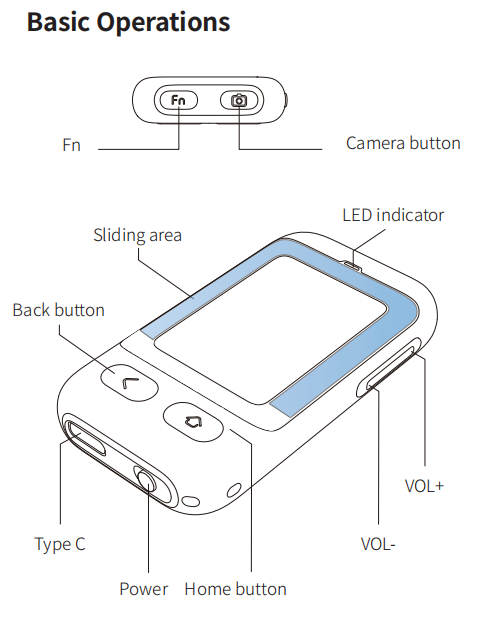 Basic Operations
Fn
Fn
Camera button
LED indicator
Sliding area
Back button
VOL+
Type C
VOL-
Power
Home button